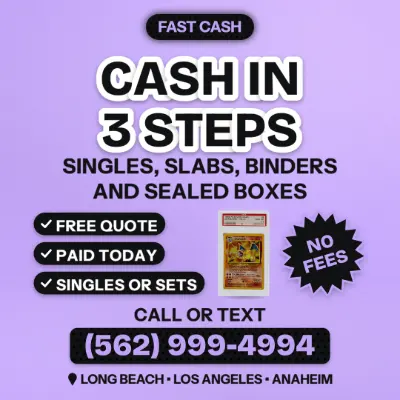 FAST CASH
CASH IN
3 STEPS
SINGLES, SLABS, BINDERS
AND SEALED BOXES
FREE QUOTE
PAID TODAY
SINGLES OR SETS
NO
FEES
CALL OR TEXT
(562) 999-4994
LONG BEACH • LOS ANGELES • ANAHEIM